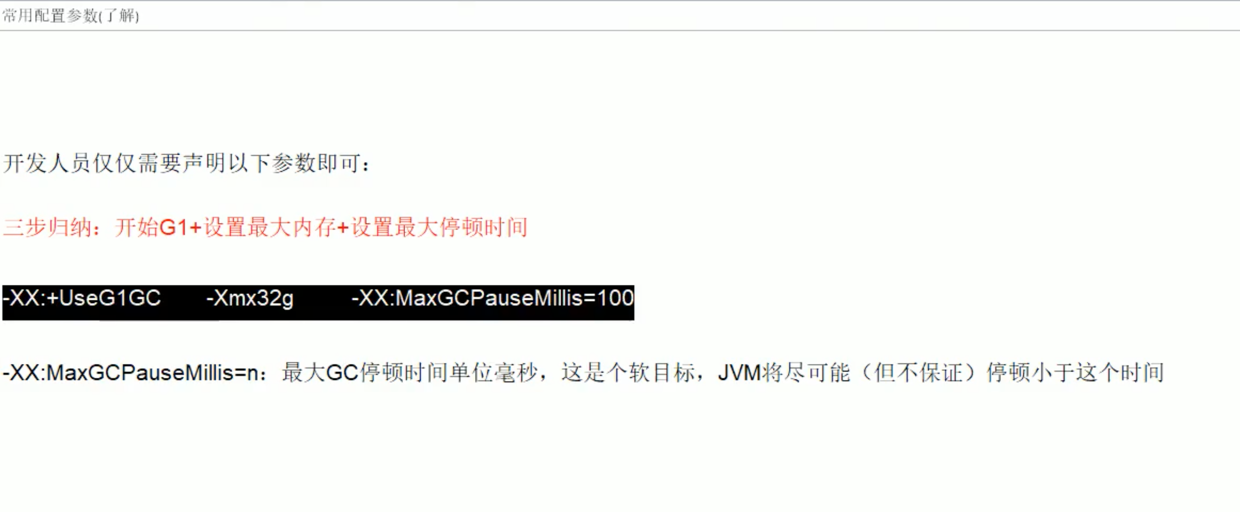 常用配置参数(了解)
开发人员仅仅需要声明以下参数即可：
三步归纳：开始G1+设置最大内存+设置最大停顿时间
-XX:+UseG1GC -Xmx32g -XX:MaxGCPauseMillis=100
-XX:MaxGCPauseMillis=n：最大GC停顿时间单位毫秒，这是个软目标，JVM将尽可能（但不保证）停顿小于这个时间